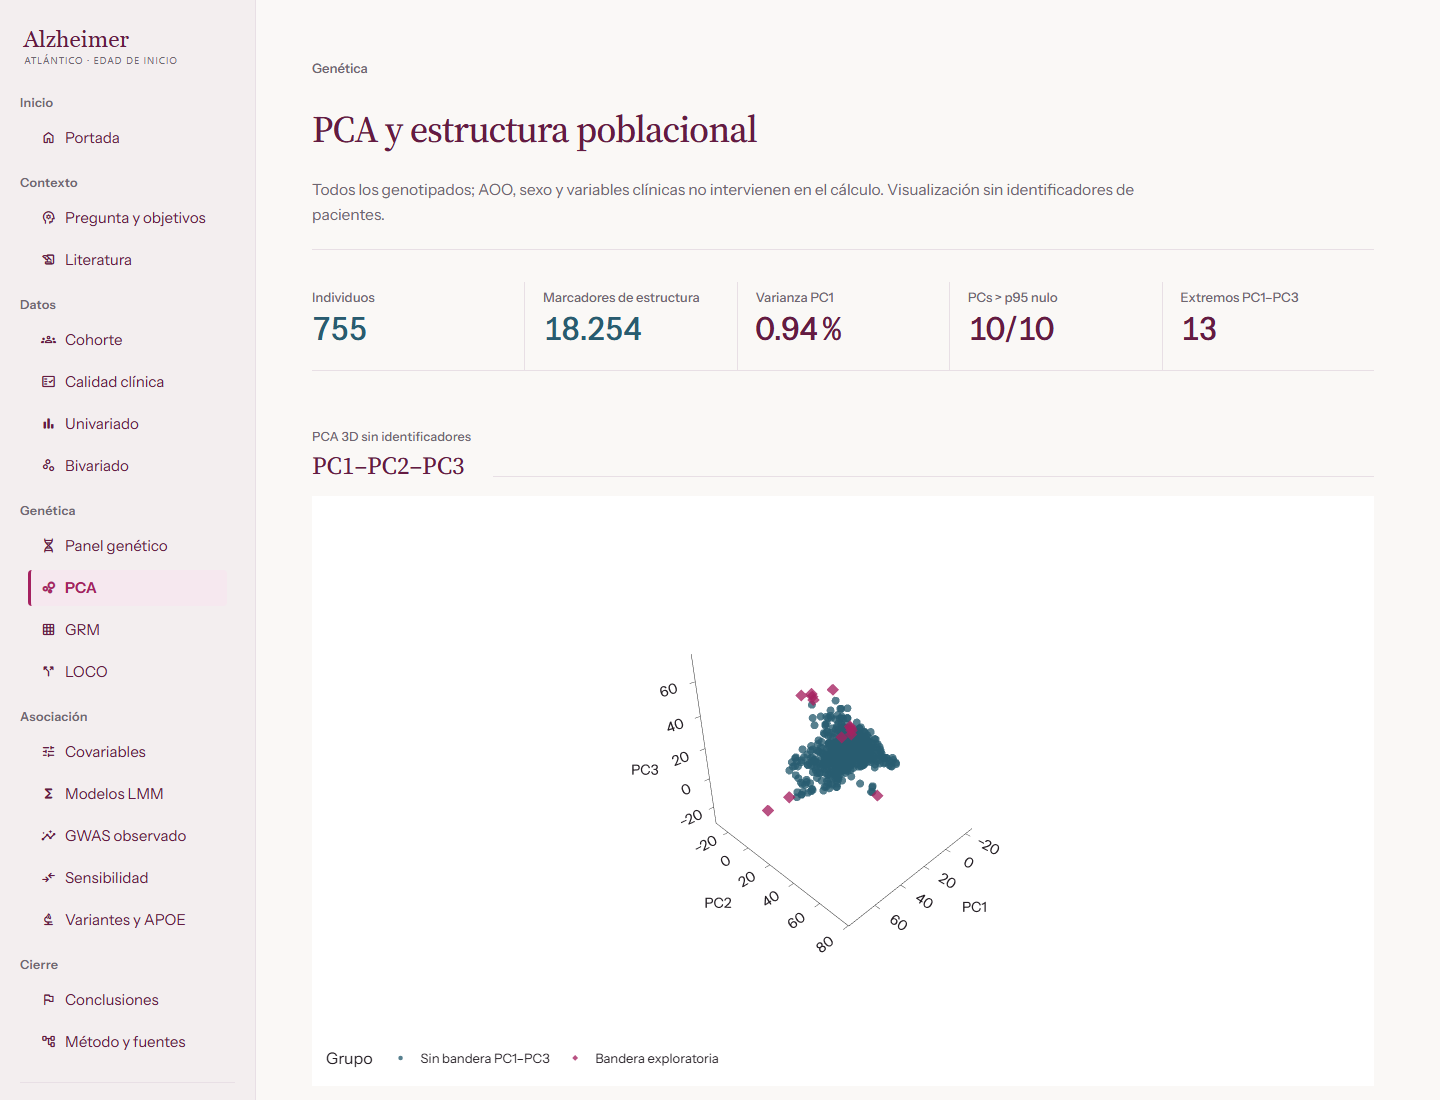 Alzheimer
ATLÁNTICO · EDAD DE INICIO
Inicio
Portada
Contexto
Pregunta y objetivos
Literatura
Datos
Cohorte
Calidad clínica
Univariado
Bivariado
Genética
Panel genético
PCA
GRM
LOCO
Asociación
Covariables
Modelos LMM
GWAS observado
Sensibilidad
Variantes y APOE
Cierre
Conclusiones
Método y fuentes
Genética
PCA y estructura poblacional
Todos los genotipados; AOO, sexo y variables clínicas no intervienen en el cálculo. Visualización sin identificadores de
pacientes.
Individuos
755
Marcadores de estructura
18.254
Varianza PC1
0.94 %
PCs > p95 nulo
10/10
Extremos PC1–PC3
13
PCA 3D sin identificadores
PC1–PC2–PC3
60
40
20
0
−20
PC3
−20
0
20
40
60
80
PC2
−20
0
20
40
60
PC1
Grupo
Sin bandera PC1–PC3
Bandera exploratoria